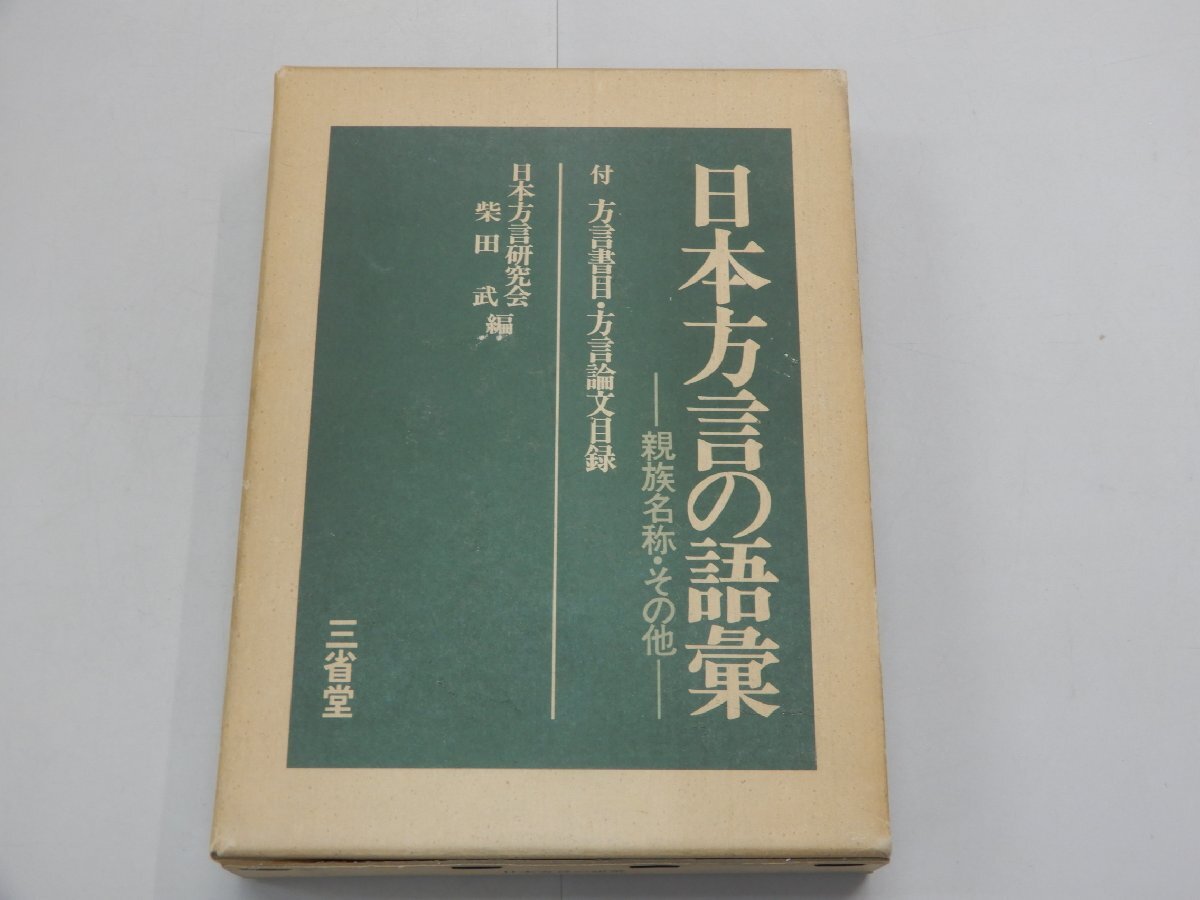 日本方言の語彙
―親族名称・その他―
付 方言書目・方言論文目録
日本方言研究会
柴田 武
編
三省堂